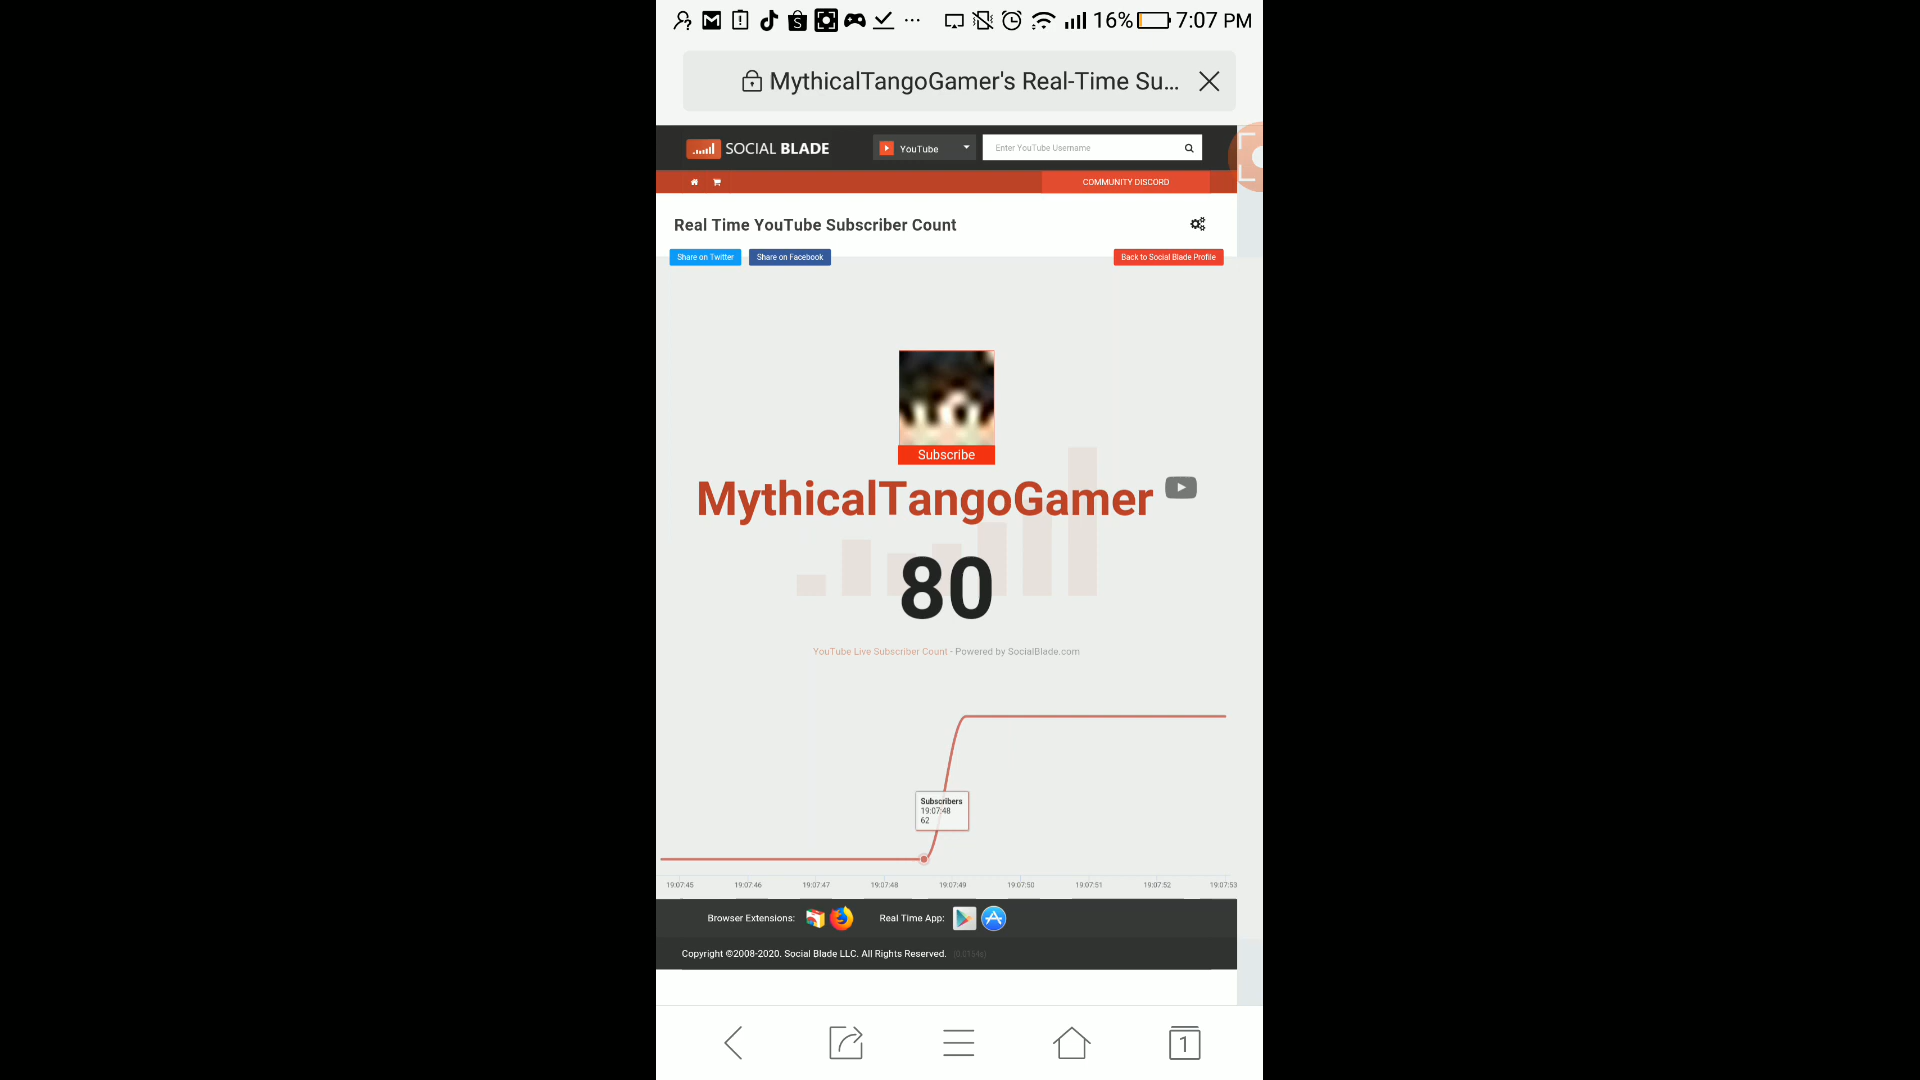 16% 7:07 PM
MythicalTangoGamer's Real-Time Su...
SOCIAL BLADE
YouTube
Enter YouTube Username
COMMUNITY DISCORD
Real Time YouTube Subscriber Count
Share on Twitter
Share on Facebook
Back to Social Blade Profile
Subscribe
MythicalTangoGamer
80
YouTube Live Subscriber Count - Powered by SocialBlade.com
Subscribers
19:07:48
62
19:07:45 19:07:46 19:07:47 19:07:48 19:07:49 19:07:50 19:07:51 19:07:52 19:07:53
Browser Extensions:
Real Time App:
Copyright ©2008-2020. Social Blade LLC. All Rights Reserved.
1